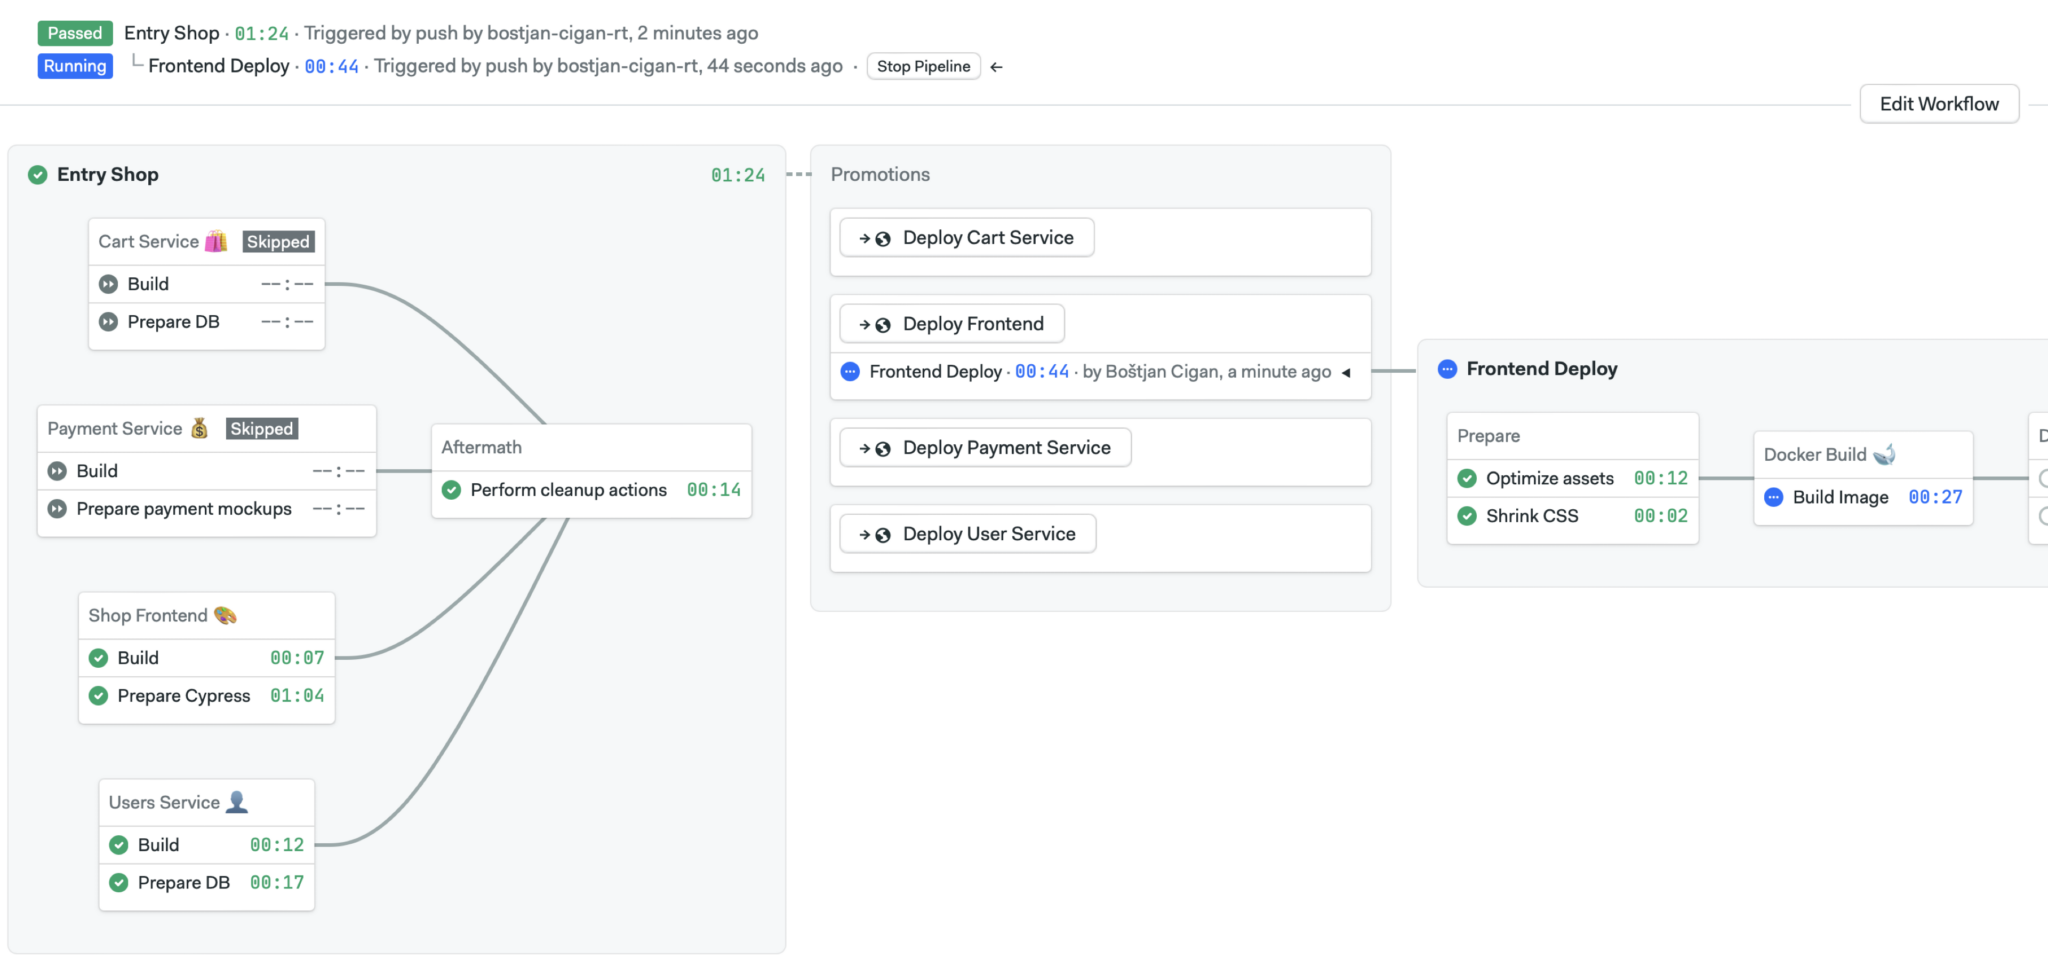 Passed Entry Shop · 01:24 · Triggered by push by bostjan-cigan-rt, 2 minutes ago
Running Frontend Deploy · 00:44 · Triggered by push by bostjan-cigan-rt, 44 seconds ago · Stop Pipeline ←
Edit Workflow
Entry Shop 01:24
Cart Service Skipped
Build --:--
Prepare DB --:--
Payment Service Skipped
Build --:--
Prepare payment mockups --:--
Shop Frontend
Build 00:07
Prepare Cypress 01:04
Users Service
Build 00:12
Prepare DB 00:17
Aftermath
Perform cleanup actions 00:14
Promotions
Deploy Cart Service
Deploy Frontend
Frontend Deploy · 00:44 · by Boštjan Cigan, a minute ago
Deploy Payment Service
Deploy User Service
Frontend Deploy
Prepare
Optimize assets 00:12
Shrink CSS 00:02
Docker Build
Build Image 00:27